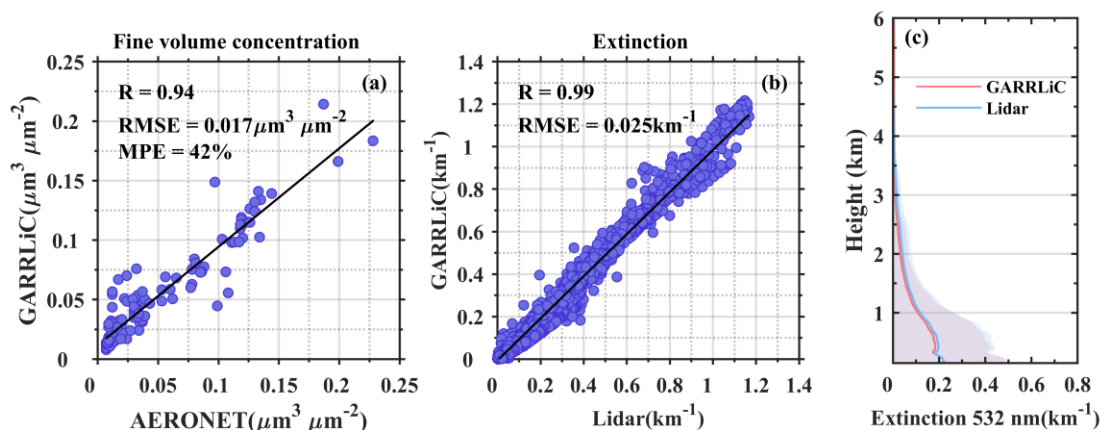 Fine volume concentration
(a)
R = 0.94
RMSE = 0.017μm³ μm⁻²
MPE = 42%
GARRLiC(μm³ μm⁻²)
0.25
0.2
0.15
0.1
0.05
0
0 0.05 0.1 0.15 0.2 0.25
AERONET(μm³ μm⁻²)
Extinction
(b)
R = 0.99
RMSE = 0.025km⁻¹
GARRLiC(km⁻¹)
1.4
1.2
1
0.8
0.6
0.4
0.2
0
0 0.2 0.4 0.6 0.8 1 1.2 1.4
Lidar(km⁻¹)
(c)
GARRLiC
Lidar
Height (km)
6
5
4
3
2
1
0 0.2 0.4 0.6 0.8
Extinction 532 nm(km⁻¹)